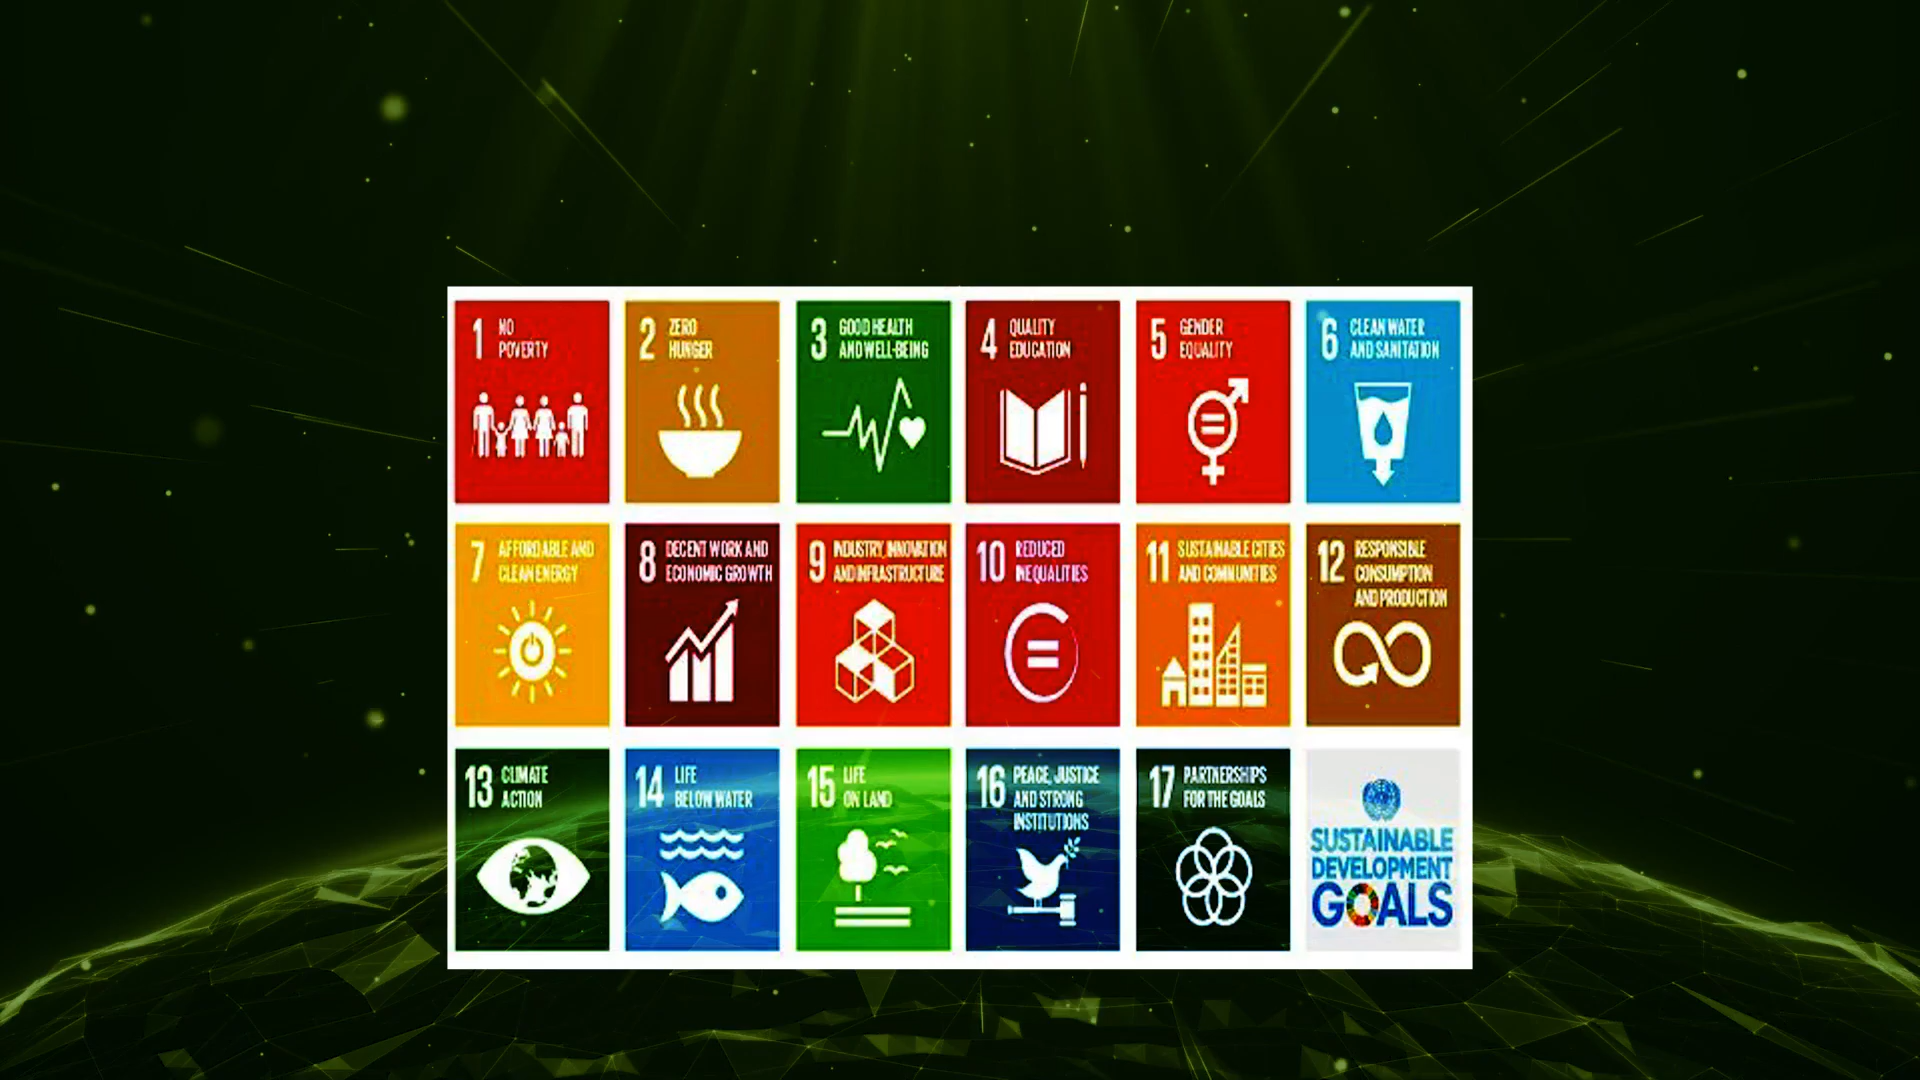 1 NO
POVERTY
2 ZERO
HUNGER
3 GOOD HEALTH
AND WELL-BEING
4 QUALITY
EDUCATION
5 GENDER
EQUALITY
6 CLEAN WATER
AND SANITATION
7 AFFORDABLE AND
CLEAN ENERGY
8 DECENT WORK AND
ECONOMIC GROWTH
9 INDUSTRY, INNOVATION
AND INFRASTRUCTURE
10 REDUCED
INEQUALITIES
11 SUSTAINABLE CITIES
AND COMMUNITIES
12 RESPONSIBLE
CONSUMPTION
AND PRODUCTION
13 CLIMATE
ACTION
14 LIFE
BELOW WATER
15 LIFE
ON LAND
16 PEACE, JUSTICE
AND STRONG
INSTITUTIONS
17 PARTNERSHIPS
FOR THE GOALS
SUSTAINABLE
DEVELOPMENT
GOALS